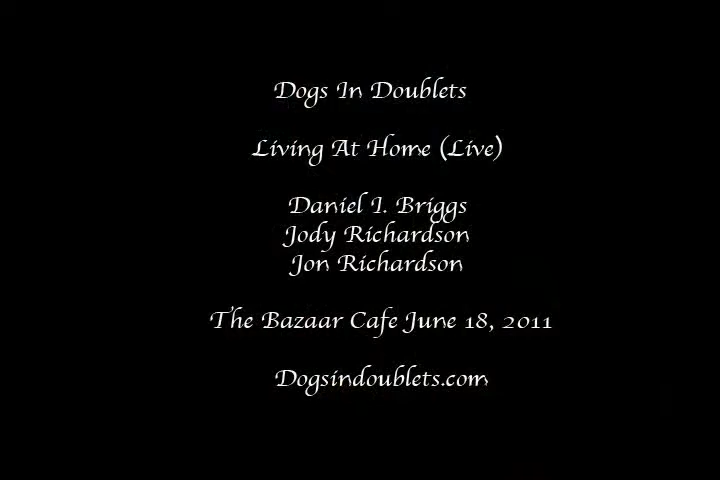 Dogs In Doublets
Living At Home (Live)
Daniel I. Briggs
Jody Richardson
Jon Richardson
The Bazaar Cafe June 18, 2011
Dogsindoublets.com